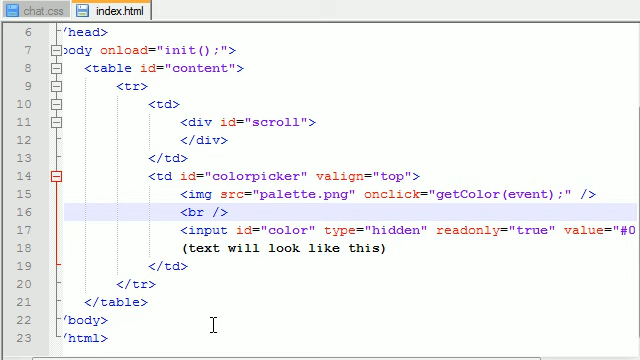 chat.css index.html
6 /head>
7 body onload="init();">
8 <table id="content">
9 <tr>
10 <td>
11 <div id="scroll">
12 </div>
13 </td>
14 <td id="colorpicker" valign="top">
15 <img src="palette.png" onclick="getColor(event);" />
16 <br />
17 <input id="color" type="hidden" readonly="true" value="#0
18 (text will look like this)
19 </td>
20 </tr>
21 </table>
22 /body>
23 /html>